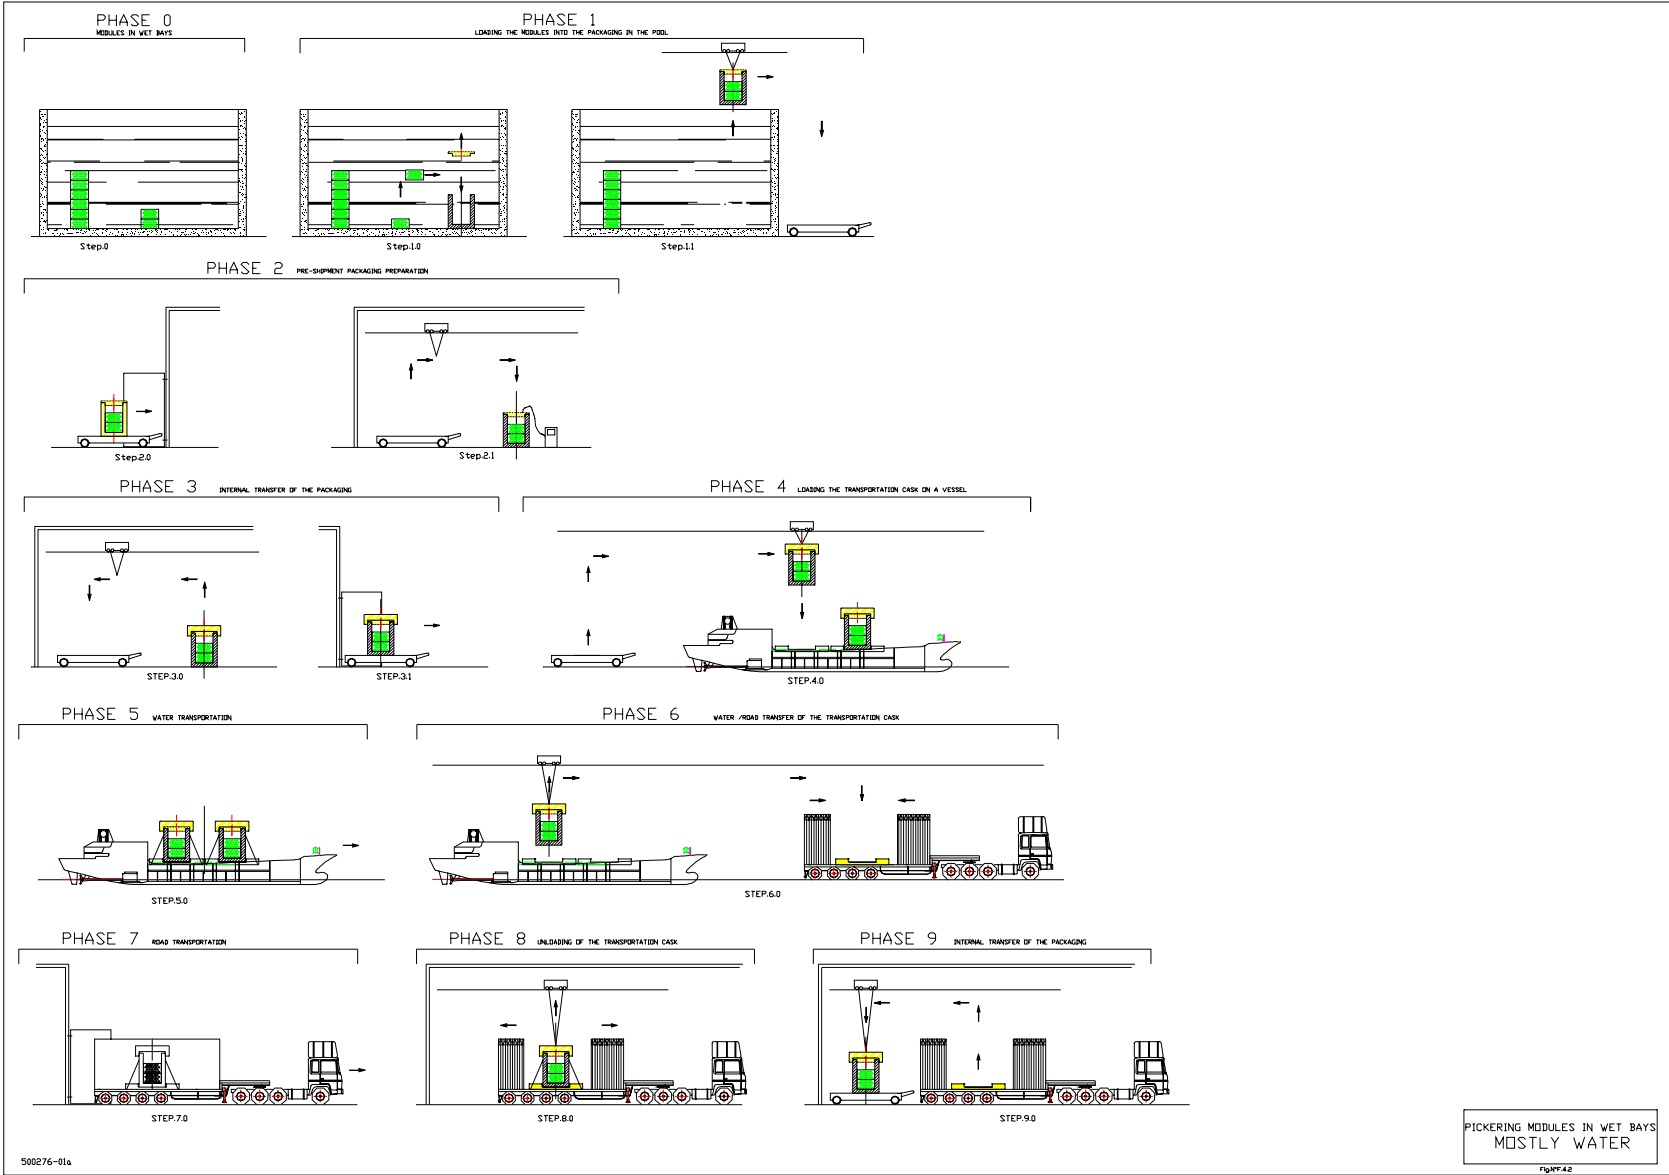 PHASE 0
MODULES IN WET BAYS
PHASE 1
LOADING THE MODULES INTO THE PACKAGING IN THE POOL
Step.0
Step.1.0
Step.1.1
PHASE 2 PRE-SHIPMENT PACKAGING PREPARATION
Step.2.0
Step.2.1
PHASE 3 INTERNAL TRANSFER OF THE PACKAGING
PHASE 4 LOADING THE TRANSPORTATION CASK ON A VESSEL
STEP.3.0
STEP.3.1
STEP.4.0
PHASE 5 WATER TRANSPORTATION
PHASE 6 WATER /ROAD TRANSFER OF THE TRANSPORTATION CASK
STEP.5.0
STEP.6.0
PHASE 7 ROAD TRANSPORTATION
PHASE 8 UNLOADING OF THE TRANSPORTATION CASK
PHASE 9 INTERNAL TRANSFER OF THE PACKAGING
STEP.7.0
STEP.8.0
STEP.9.0
PICKERING MODULES IN WET BAYS
MOSTLY WATER
Fig.N°F.4.2
500276-01a